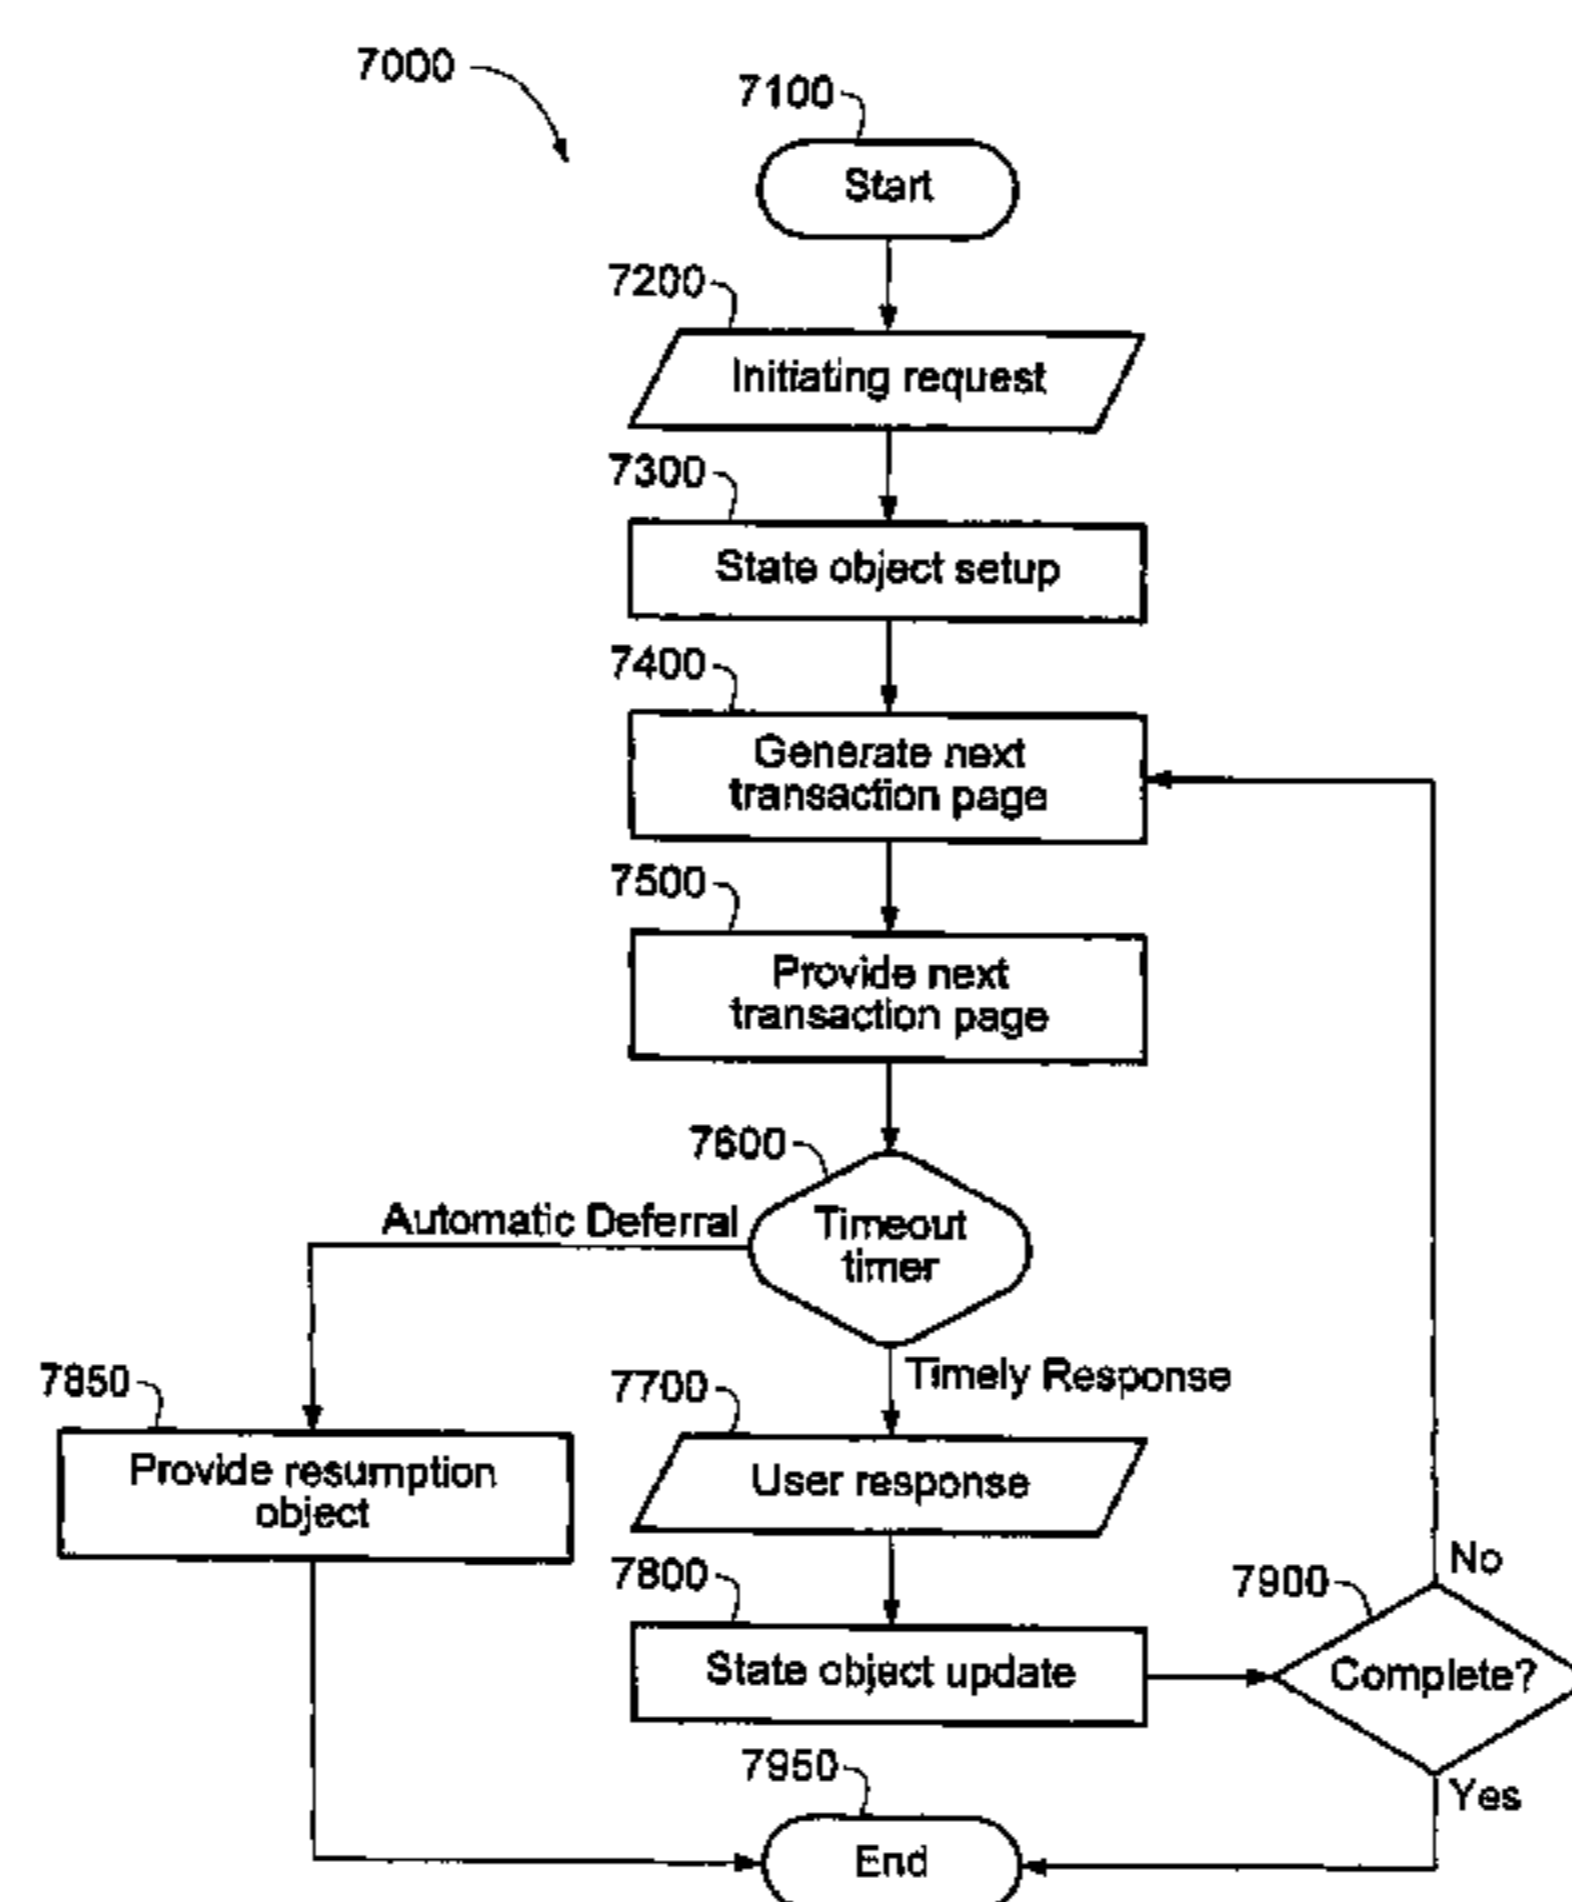 7000
7100
Start
7200
Initiating request
7300
State object setup
7400
Generate next
transaction page
7500
Provide next
transaction page
7600
Automatic Deferral
Timeout
timer
7850
7700
Timely Response
Provide resumption
object
User response
7800
7900
No
State object update
Complete?
7950
Yes
End